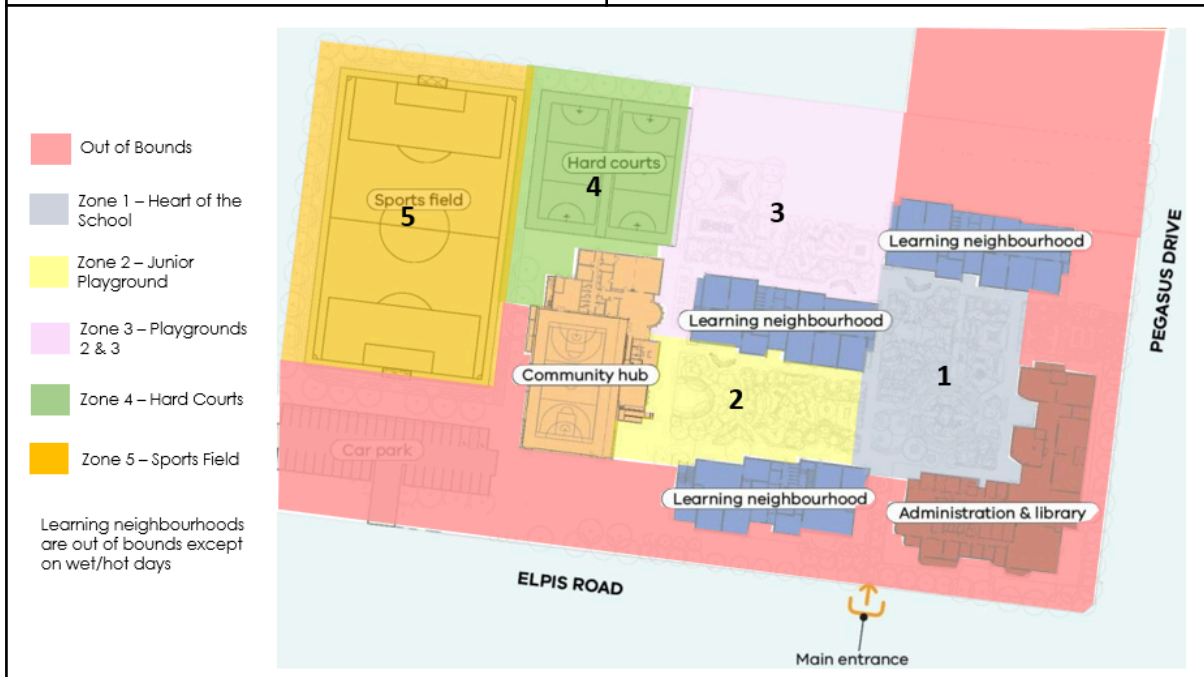 Out of Bounds
Zone 1 – Heart of the
School
Zone 2 – Junior
Playground
Zone 3 – Playgrounds
2 & 3
Zone 4 – Hard Courts
Zone 5 – Sports Field
Learning neighbourhoods
are out of bounds except
on wet/hot days
Hard courts
4
Sports field
5
3
Learning neighbourhood
PEGASUS DRIVE
Learning neighbourhood
Community hub
1
2
Car park
Learning neighbourhood
Administration & library
ELPIS ROAD
Main entrance